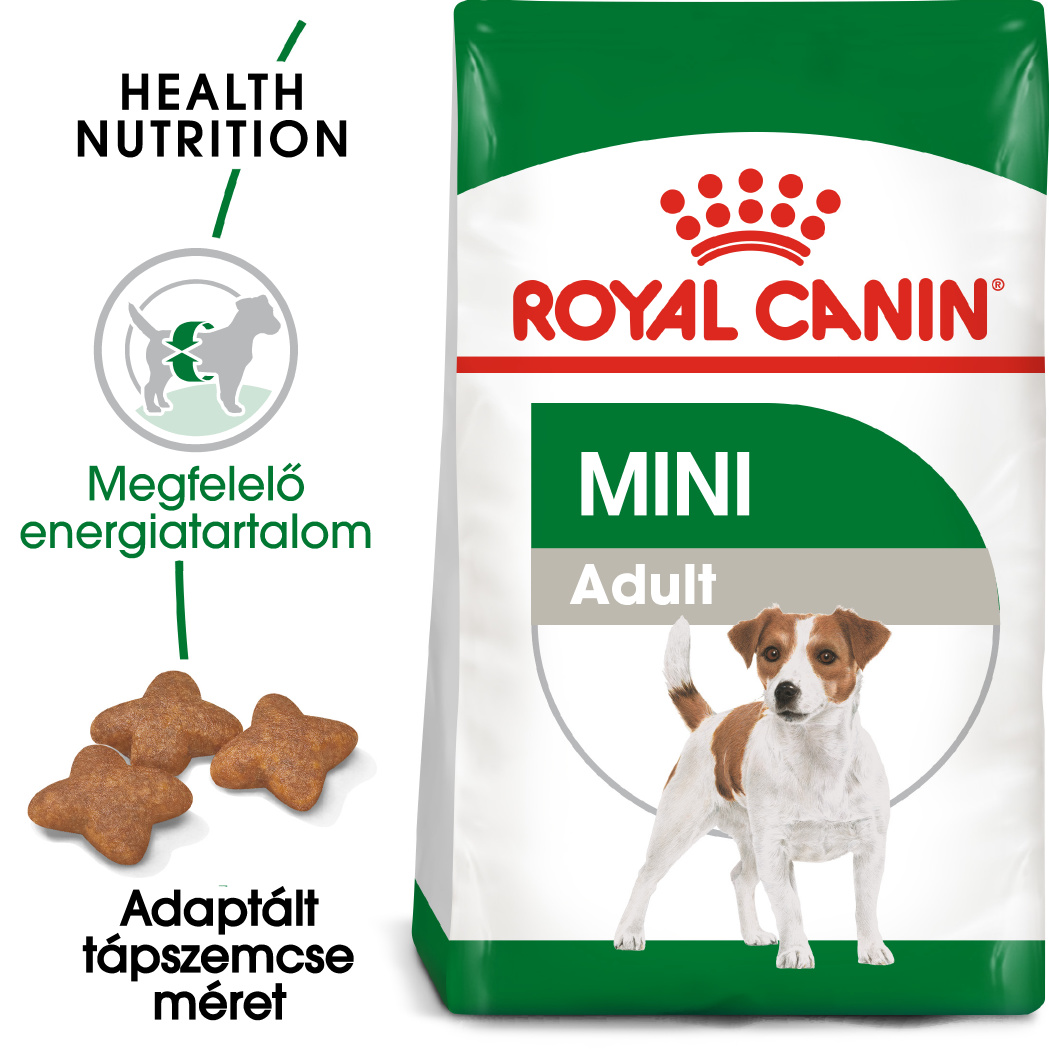 HEALTH
NUTRITION
Megfelelő
energiatartalom
Adaptált
tápszemcse
méret
ROYAL CANIN®
MINI
Adult